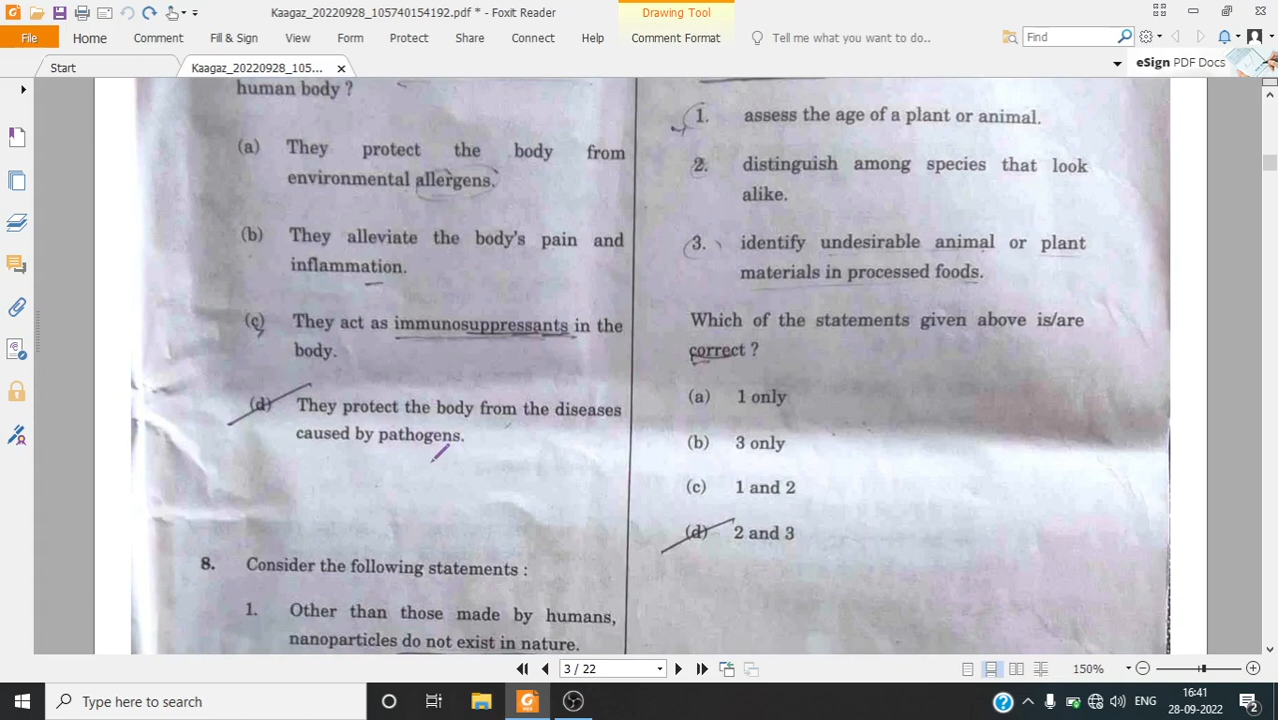 Kaagaz_20220928_105740154192.pdf * - Foxit Reader
Drawing Tool
File
Home
Comment
Fill & Sign
View
Form
Protect
Share
Connect
Help
Comment Format
Tell me what you want to do..
Find
Start
Kaagaz_20220928_105...
eSign PDF Docs
human body ?
(a) They protect the body from
environmental allergens.
(b) They alleviate the body's pain and
inflammation.
(c) They act as immunosuppressants in the
body.
(d) They protect the body from the diseases
caused by pathogens.
8. Consider the following statements :
1. Other than those made by humans,
nanoparticles do not exist in nature.
1. assess the age of a plant or animal.
2. distinguish among species that look
alike.
3. identify undesirable animal or plant
materials in processed foods.
Which of the statements given above is/are
correct ?
(a) 1 only
(b) 3 only
(c) 1 and 2
(d) 2 and 3
3 / 22
150%
Type here to search
ENG
16:41
28-09-2022
2